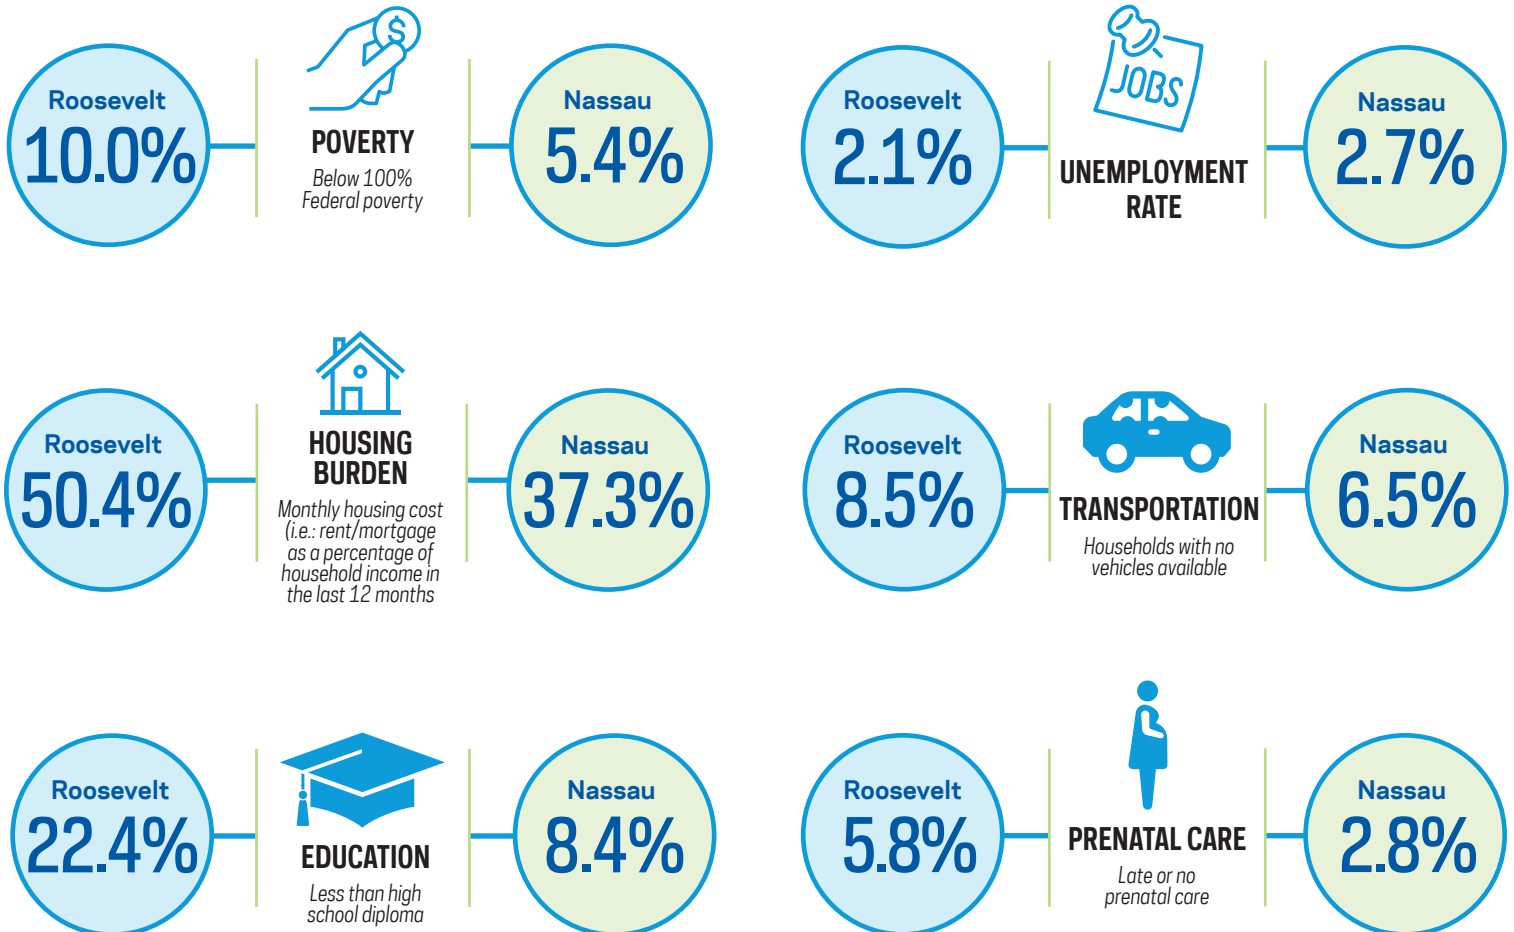 Roosevelt
10.0%
$
POVERTY
Below 100%
Federal poverty
Nassau
5.4%
Roosevelt
2.1%
JOBS
UNEMPLOYMENT
RATE
Nassau
2.7%
Roosevelt
50.4%
HOUSING
BURDEN
Monthly housing cost
(i.e.: rent/mortgage
as a percentage of
household income in
the last 12 months
Nassau
37.3%
Roosevelt
8.5%
TRANSPORTATION
Households with no
vehicles available
Nassau
6.5%
Roosevelt
22.4%
EDUCATION
Less than high
school diploma
Nassau
8.4%
Roosevelt
5.8%
PRENATAL CARE
Late or no
prenatal care
Nassau
2.8%